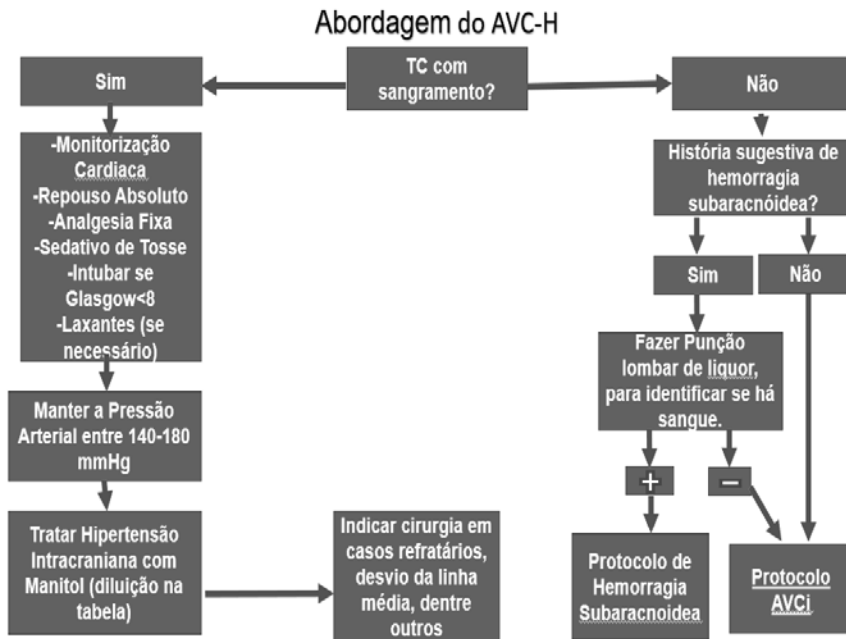 Abordagem do AVC-H
TC com
sangramento?
Sim
-Monitorização
Cardiaca
-Repouso Absoluto
-Analgesia Fixa
-Sedativo de Tosse
-Intubar se
Glasgow<8
-Laxantes (se
necessário)
Manter a Pressão
Arterial entre 140-180
mmHg
Tratar Hipertensão
Intracraniana com
Manitol (diluição na
tabela)
Indicar cirurgia em
casos refratários,
desvio da linha
média, dentre
outros
Não
História sugestiva de
hemorragia
subaracnóidea?
Sim
Não
Fazer Punção
lombar de liquor,
para identificar se há
sangue.
+
−
Protocolo de
Hemorragia
Subaracnoidea
Protocolo
AVCi